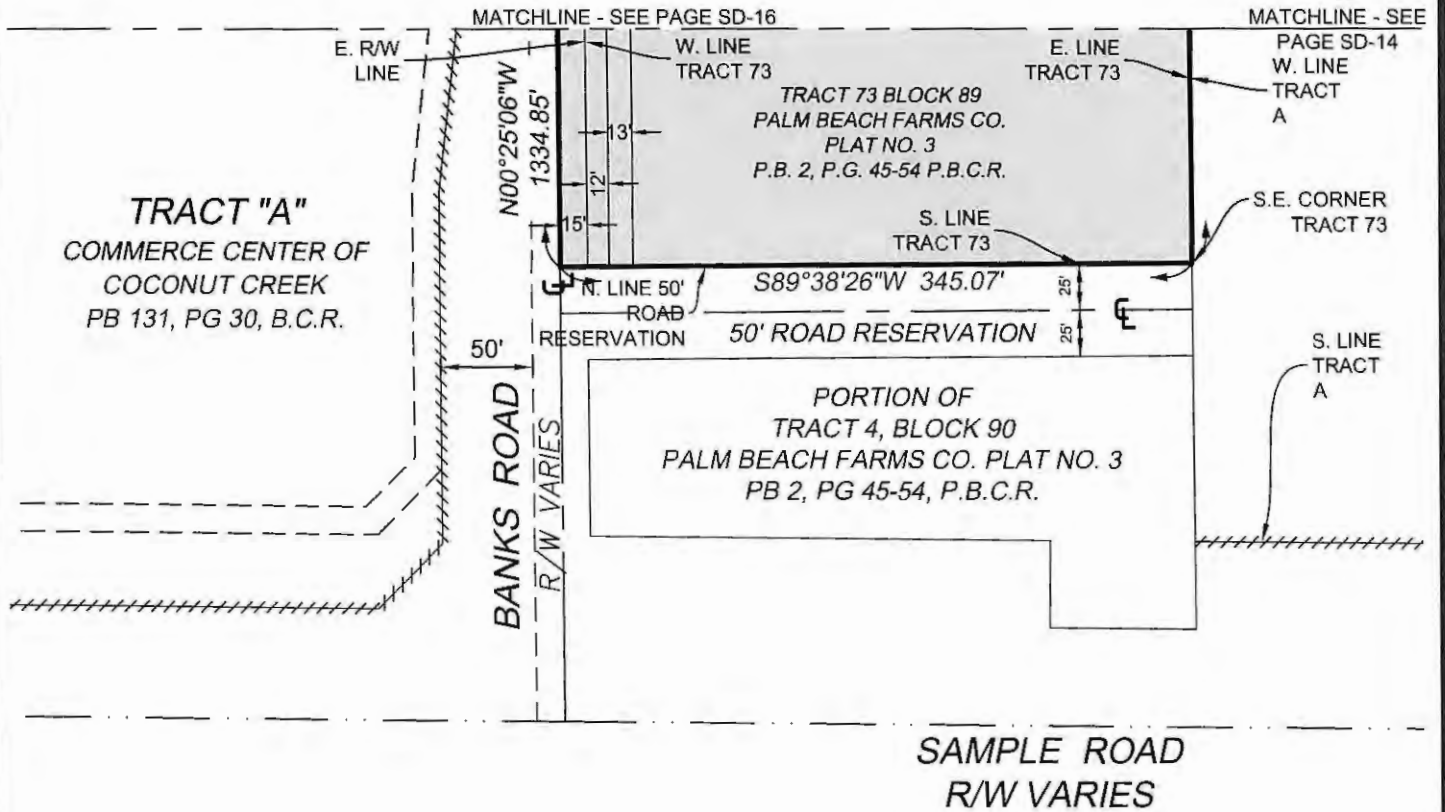 MATCHLINE - SEE PAGE SD-16
MATCHLINE - SEE
PAGE SD-14
E. R/W
LINE
W. LINE
TRACT 73
E. LINE
TRACT 73
W. LINE
TRACT
A
TRACT 73 BLOCK 89
PALM BEACH FARMS CO.
PLAT NO. 3
P.B. 2, P.G. 45-54 P.B.C.R.
N00°25'06"W
1334.85'
13'
12'
15'
TRACT "A"
COMMERCE CENTER OF
COCONUT CREEK
PB 131, PG 30, B.C.R.
S. LINE
TRACT 73
S.E. CORNER
TRACT 73
N. LINE 50'
ROAD
RESERVATION
S89°38'26"W 345.07'
25'
50' ROAD RESERVATION
25'
50'
CL
CL
S. LINE
TRACT
A
PORTION OF
TRACT 4, BLOCK 90
PALM BEACH FARMS CO. PLAT NO. 3
PB 2, PG 45-54, P.B.C.R.
BANKS ROAD
R/W VARIES
SAMPLE ROAD
R/W VARIES